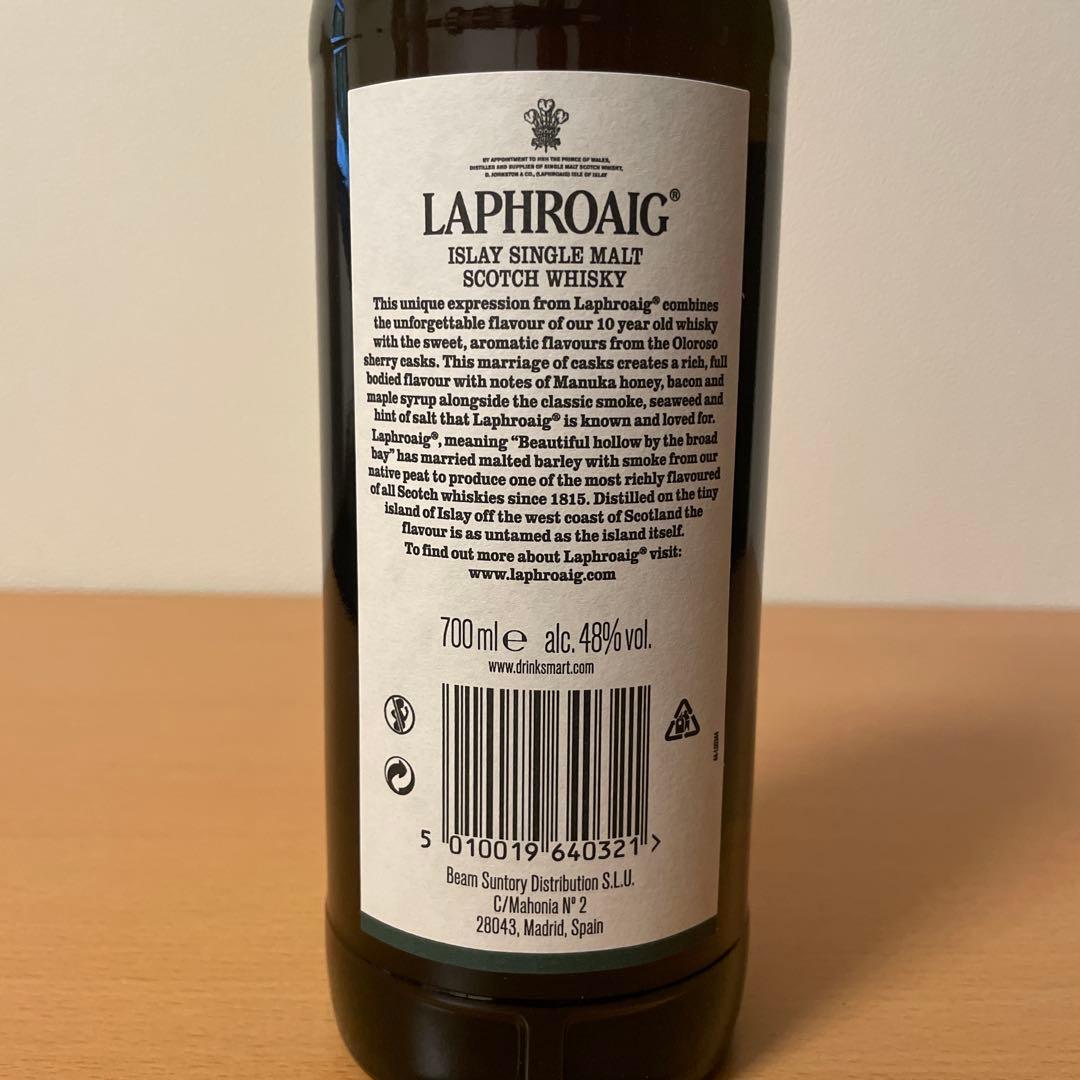 BY APPOINTMENT TO HRH THE PRINCE OF WALES,
DISTILLER AND SUPPLIER OF SINGLE MALT SCOTCH WHISKY,
D. JOHNSTON & CO., (LAPHROAIG) ISLE OF ISLAY
LAPHROAIG®
ISLAY SINGLE MALT
SCOTCH WHISKY
This unique expression from Laphroaig® combines
the unforgettable flavour of our 10 year old whisky
with the sweet, aromatic flavours from the Oloroso
sherry casks. This marriage of casks creates a rich, full
bodied flavour with notes of Manuka honey, bacon and
maple syrup alongside the classic smoke, seaweed and
hint of salt that Laphroaig® is known and loved for.
Laphroaig®, meaning “Beautiful hollow by the broad
bay” has married malted barley with smoke from our
native peat to produce one of the most richly flavoured
of all Scotch whiskies since 1815. Distilled on the tiny
island of Islay off the west coast of Scotland the
flavour is as untamed as the island itself.
To find out more about Laphroaig® visit:
www.laphroaig.com
700 ml e alc. 48% vol.
www.drinksmart.com
5 010019 640321 >
Beam Suntory Distribution S.L.U.
C/Mahonia Nº 2
28043, Madrid, Spain